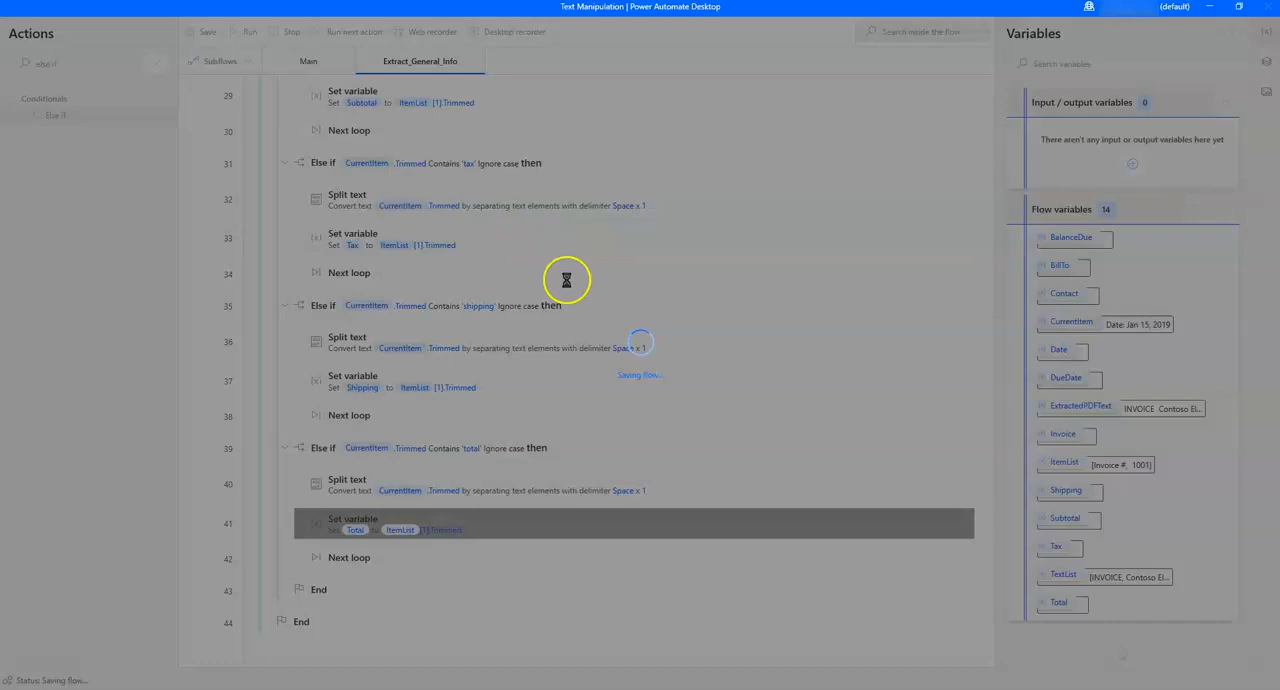 Text Manipulation | Power Automate Desktop
(default)
Actions
else if
Conditionals
Else if
Save
Run
Stop
Run next action
Web recorder
Desktop recorder
Search inside the flow
Subflows
Main
Extract_General_Info
29
Set variable
Set Subtotal to ItemList [1].Trimmed
30
Next loop
31
Else if CurrentItem .Trimmed Contains 'tax' Ignore case then
32
Split text
Convert text CurrentItem .Trimmed by separating text elements with delimiter Space x 1
33
Set variable
Set Tax to ItemList [1].Trimmed
34
Next loop
35
Else if CurrentItem .Trimmed Contains 'shipping' Ignore case then
36
Split text
Convert text CurrentItem .Trimmed by separating text elements with delimiter Space x 1
37
Set variable
Set Shipping to ItemList [1].Trimmed
38
Next loop
39
Else if CurrentItem .Trimmed Contains 'total' Ignore case then
40
Split text
Convert text CurrentItem .Trimmed by separating text elements with delimiter Space x 1
41
Set variable
Set Total to ItemList [1].Trimmed
42
Next loop
43
End
44
End
Saving flow...
Variables
Search variables
Input / output variables 0
There aren't any input or output variables here yet
Flow variables 14
BalanceDue
BillTo
Contact
CurrentItem Date: Jan 15, 2019
Date
DueDate
ExtractedPDFText INVOICE Contoso El...
Invoice
ItemList [Invoice #, 1001]
Shipping
Subtotal
Tax
TextList [INVOICE, Contoso El...
Total
Status: Saving flow...